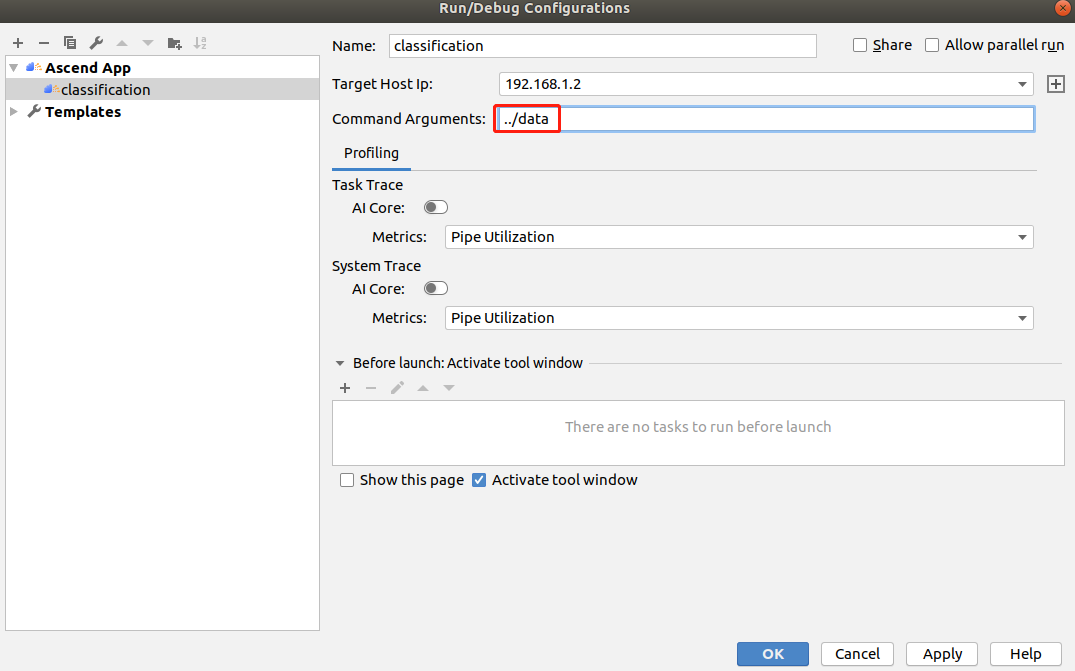 Run/Debug Configurations
Ascend App
classification
Templates
Name: classification Share Allow parallel run
Target Host Ip: 192.168.1.2
Command Arguments: ../data
Profiling
Task Trace
AI Core:
Metrics: Pipe Utilization
System Trace
AI Core:
Metrics: Pipe Utilization
Before launch: Activate tool window
There are no tasks to run before launch
Show this page Activate tool window
OK Cancel Apply Help